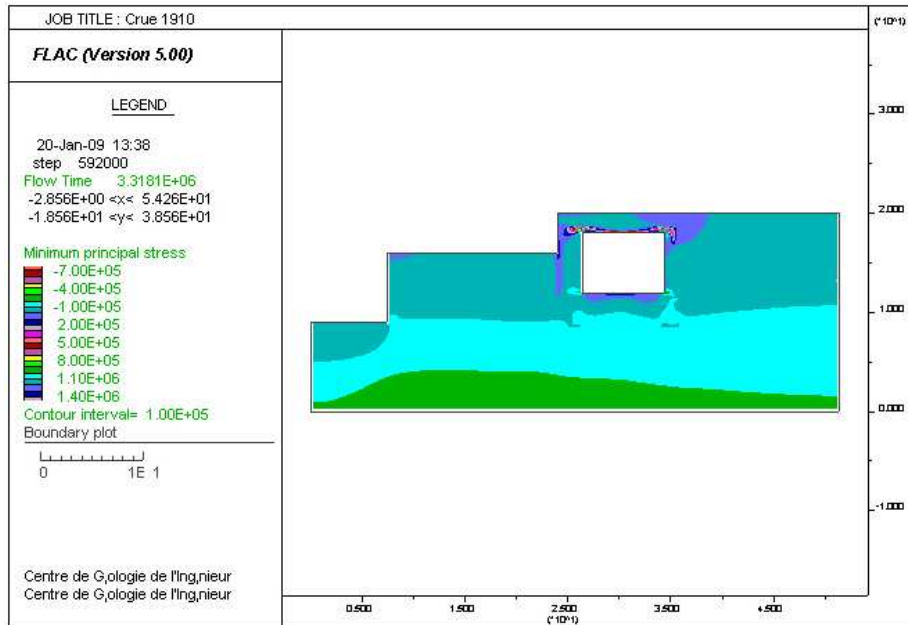 JOB TITLE : Crue 1910
(*10^1)
FLAC (Version 5.00)
LEGEND
20-Jan-09 13:38
step 592000
Flow Time 3.3181E+06
-2.856E+00 <x< 5.426E+01
-1.856E+01 <y< 3.856E+01
Minimum principal stress
-7.00E+05
-4.00E+05
-1.00E+05
2.00E+05
5.00E+05
8.00E+05
1.10E+06
1.40E+06
Contour interval= 1.00E+05
Boundary plot
0 1E 1
Centre de G,ologie de l'Ing,nieur
Centre de G,ologie de l'Ing,nieur
3.000
2.000
1.000
0.000
-1.000
0.500 1.500 2.500 3.500 4.500
(*10^1)